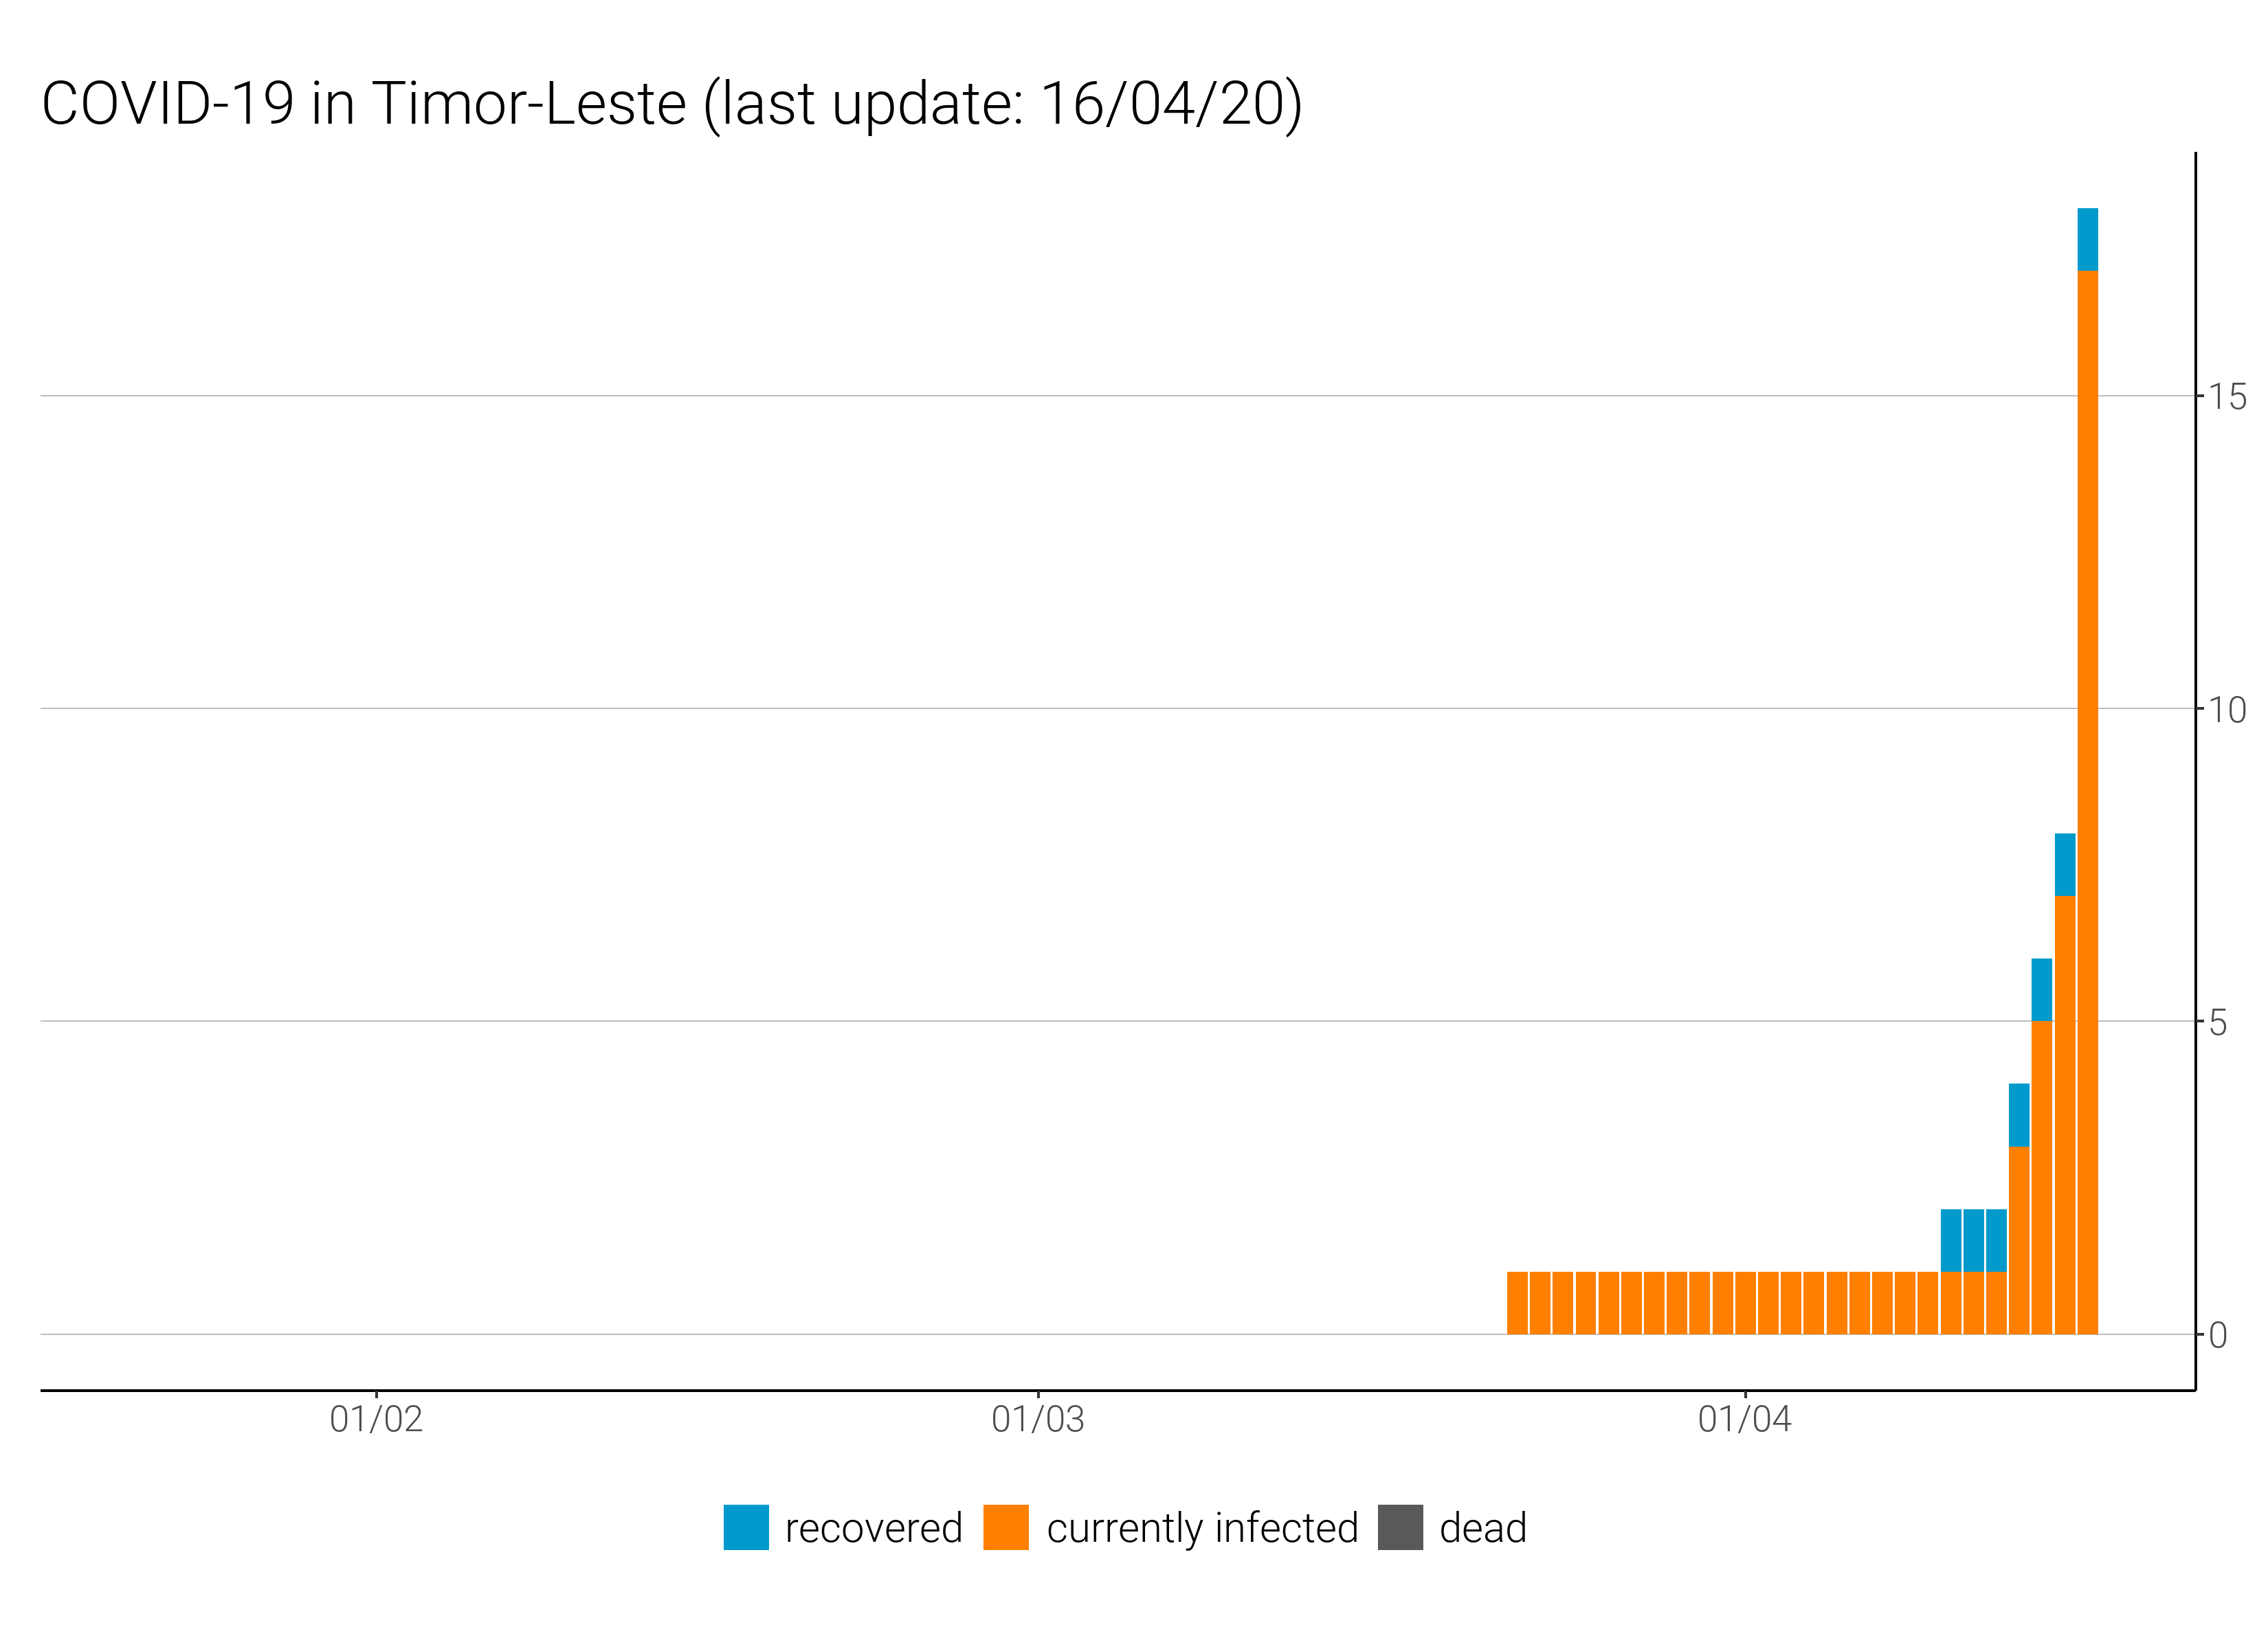 COVID-19 in Timor-Leste (last update: 16/04/20)
15
10
5
0
01/02 01/03 01/04
recovered currently infected dead